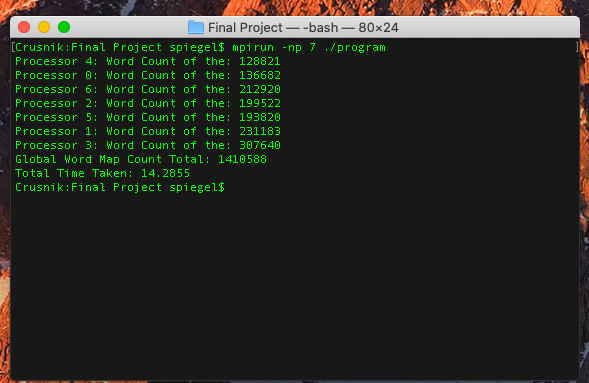 Final Project — -bash — 80×24
[Crusnik:Final Project spiegel$ mpirun -np 7 ./program ]
Processor 4: Word Count of the: 128821
Processor 0: Word Count of the: 136682
Processor 6: Word Count of the: 212920
Processor 2: Word Count of the: 199522
Processor 5: Word Count of the: 193820
Processor 1: Word Count of the: 231183
Processor 3: Word Count of the: 307640
Global Word Map Count Total: 1410588
Total Time Taken: 14.2855
Crusnik:Final Project spiegel$